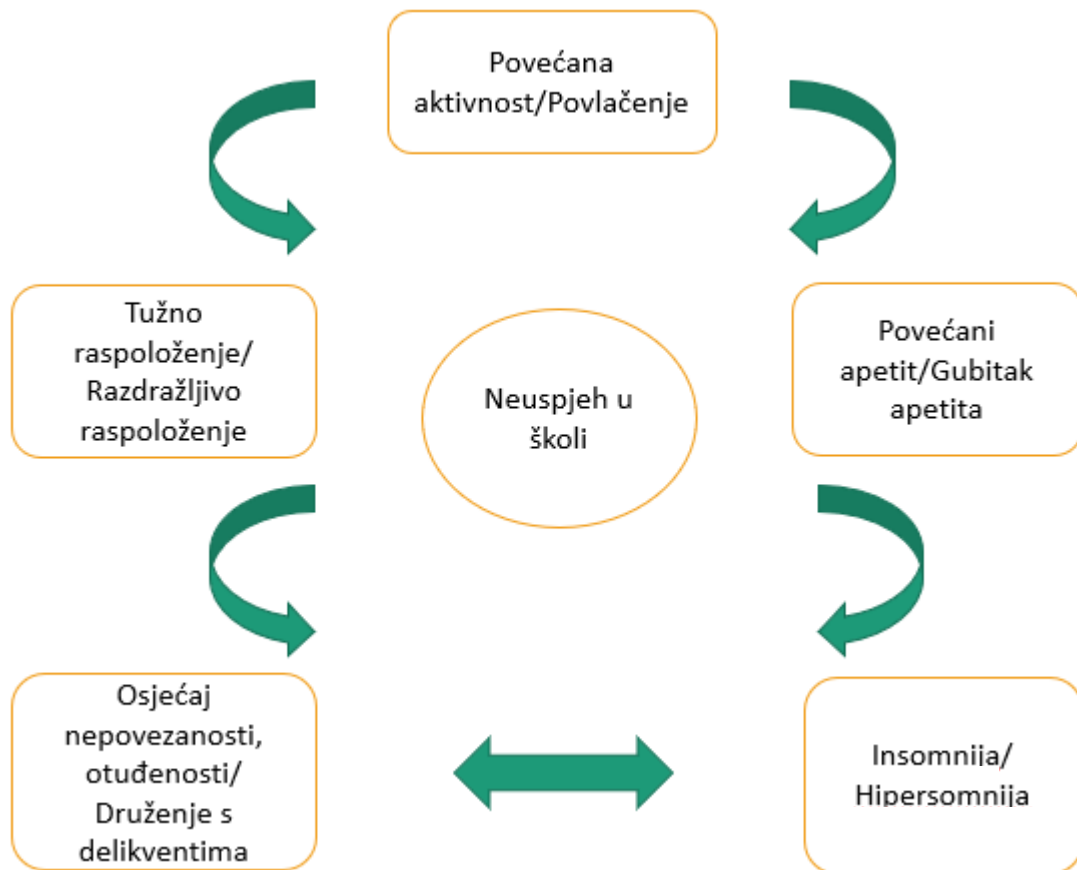 Povećana
aktivnost/Povlačenje
Tužno
raspoloženje/
Razdražljivo
raspoloženje
Neuspjeh u
školi
Povećani
apetit/Gubitak
apetita
Osjećaj
nepovezanosti,
otuđenosti/
Druženje s
delikventima
Insomnija/
Hipersomnija